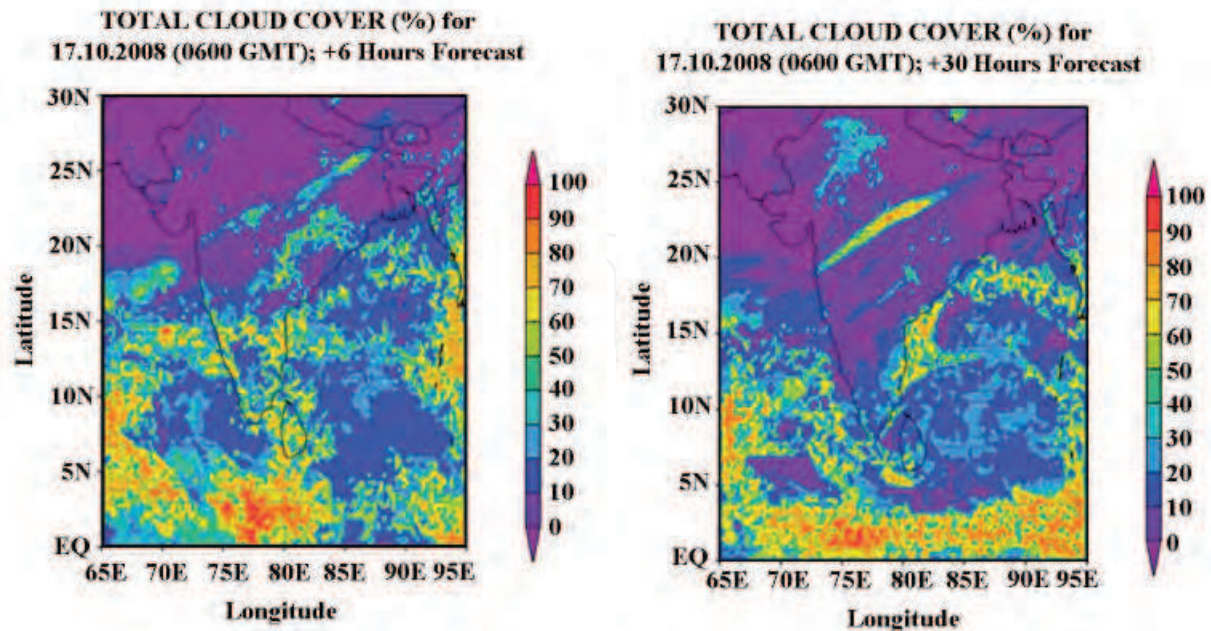 TOTAL CLOUD COVER (%) for
17.10.2008 (0600 GMT); +6 Hours Forecast
30N
25N
20N
15N
10N
5N
EQ
Latitude
65E 70E 75E 80E 85E 90E 95E
Longitude
100
90
80
70
60
50
40
30
20
10
0
TOTAL CLOUD COVER (%) for
17.10.2008 (0600 GMT); +30 Hours Forecast
30N
25N
20N
15N
10N
5N
EQ
Latitude
65E 70E 75E 80E 85E 90E 95E
Longitude
100
90
80
70
60
50
40
30
20
10
0